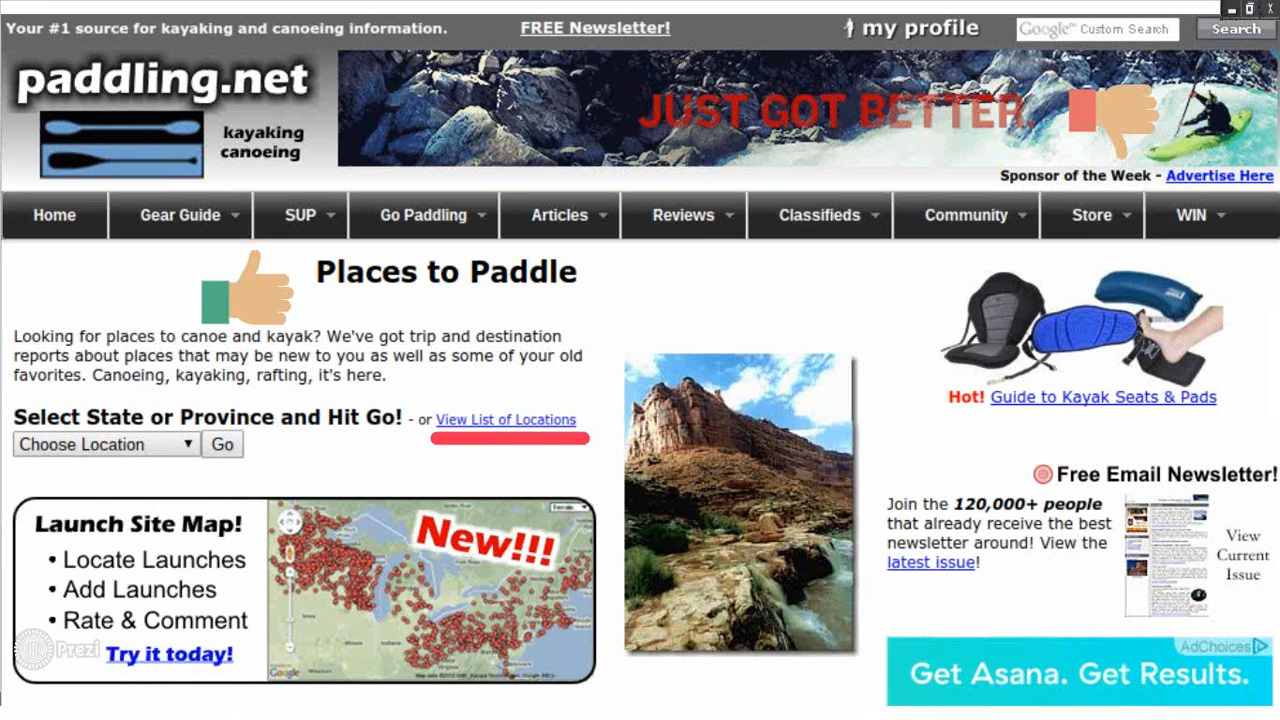 Your #1 source for kayaking and canoeing information.
FREE Newsletter!
my profile
Google™ Custom Search
Search
paddling.net
kayaking
canoeing
JUST GOT BETTER.
Sponsor of the Week - Advertise Here
Home
Gear Guide
SUP
Go Paddling
Articles
Reviews
Classifieds
Community
Store
WIN
Places to Paddle
Looking for places to canoe and kayak? We've got trip and destination
reports about places that may be new to you as well as some of your old
favorites. Canoeing, kayaking, rafting, it's here.
Select State or Province and Hit Go! - or View List of Locations
Choose Location
Go
Launch Site Map!
• Locate Launches
• Add Launches
• Rate & Comment
Try it today!
Prezi
New!!!
Google
Hot! Guide to Kayak Seats & Pads
Free Email Newsletter!
Join the 120,000+ people
that already receive the best
newsletter around! View the
latest issue!
View
Current
Issue
AdChoices
Get Asana. Get Results.